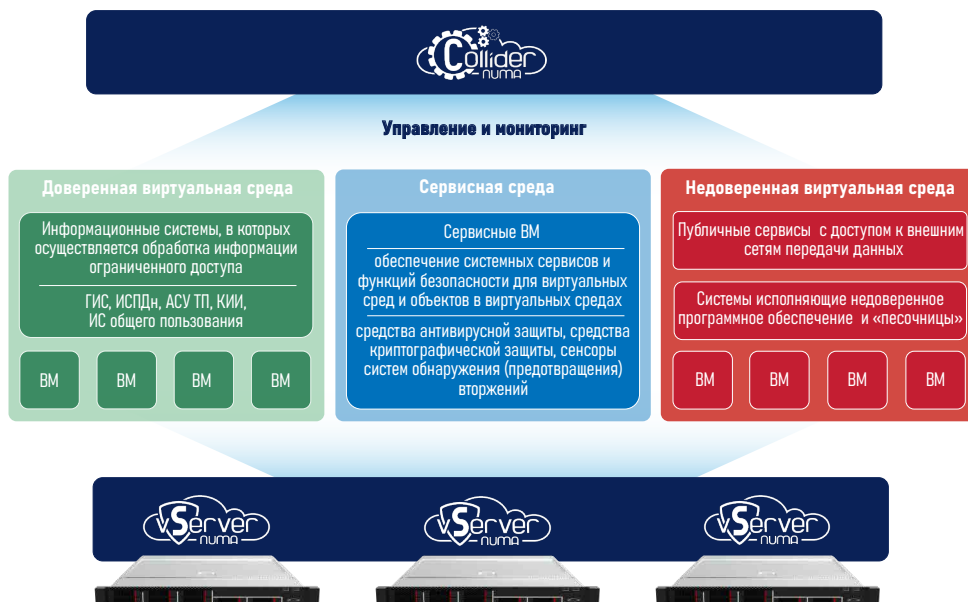 Collider
NUMA
Управление и мониторинг
Доверенная виртуальная среда
Информационные системы, в которых
осуществляется обработка информации
ограниченного доступа
ГИС, ИСПДн, АСУ ТП, КИИ,
ИС общего пользования
ВМ ВМ ВМ ВМ
Сервисная среда
Сервисные ВМ
обеспечение системных сервисов и
функций безопасности для виртуальных
сред и объектов в виртуальных средах
средства антивирусной защиты, средства
криптографической защиты, сенсоры
систем обнаружения (предотвращения)
вторжений
Недоверенная виртуальная среда
Публичные сервисы с доступом к внешним
сетям передачи данных
Системы исполняющие недоверенное
программное обеспечение и «песочницы»
ВМ ВМ ВМ ВМ
vServer
NUMA
vServer
NUMA
vServer
NUMA